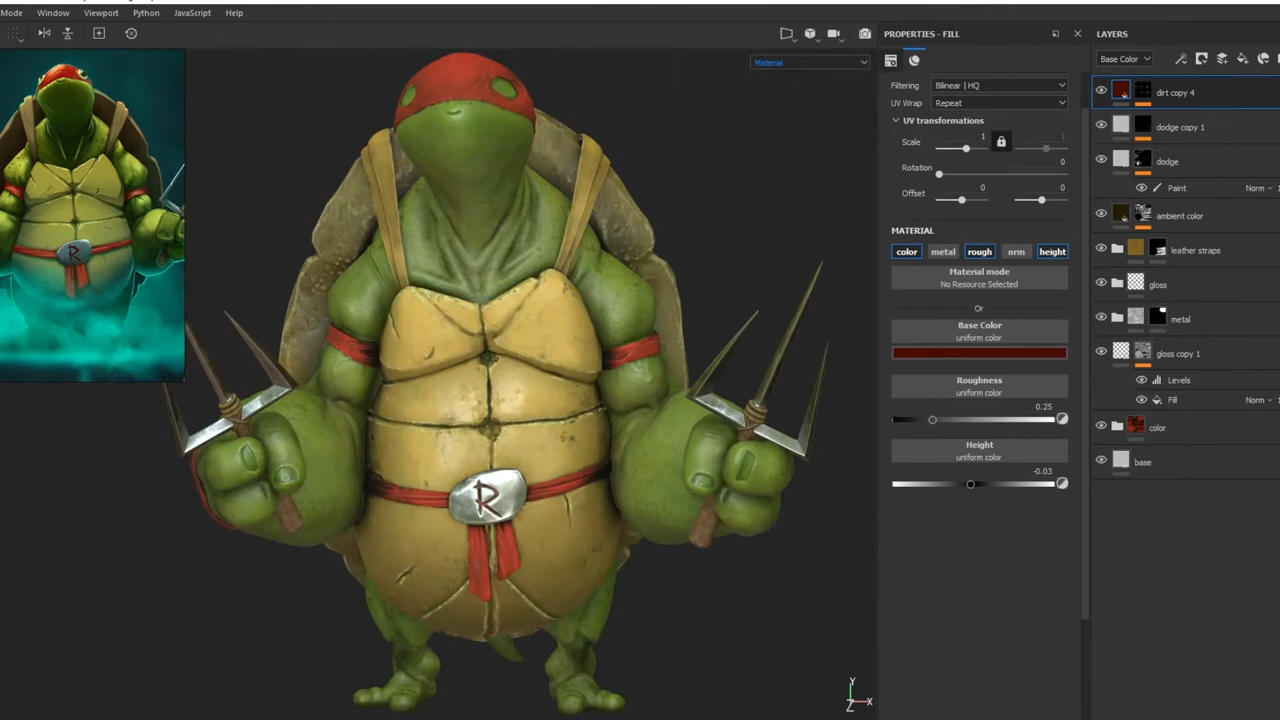 Mode Window Viewport Python JavaScript Help
Material
PROPERTIES - FILL
Filtering Bilinear | HQ
UV Wrap Repeat
UV transformations
Scale 1 1
Rotation 0
Offset 0 0
MATERIAL
color metal rough nrm height
Material mode
No Resource Selected
Or
Base Color
uniform color
Roughness
uniform color
0.25
Height
uniform color
-0.03
LAYERS
Base Color
dirt copy 4
dodge copy 1
dodge
Paint Norm
ambient color
leather straps
gloss
metal
gloss copy 1
Levels
Fill Norm
color
base
R
R
Y
X
Z